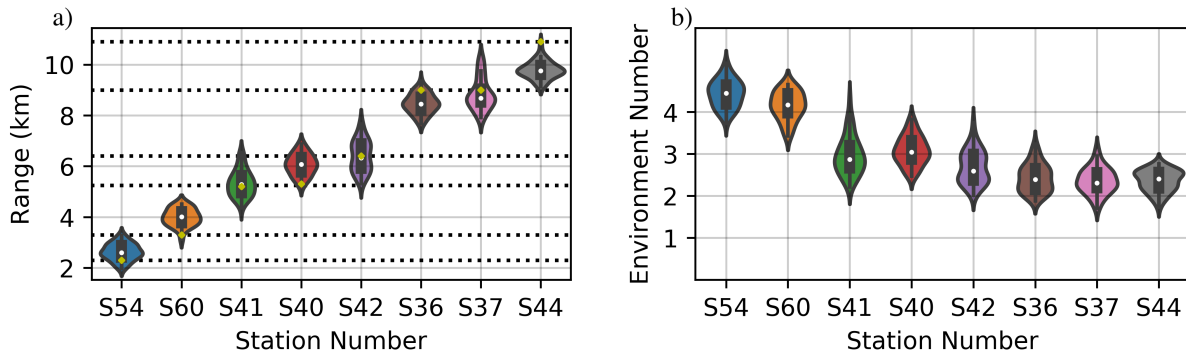 a)
Range (km)
10
8
6
4
2
S54 S60 S41 S40 S42 S36 S37 S44
Station Number
b)
Environment Number
4
3
2
1
S54 S60 S41 S40 S42 S36 S37 S44
Station Number